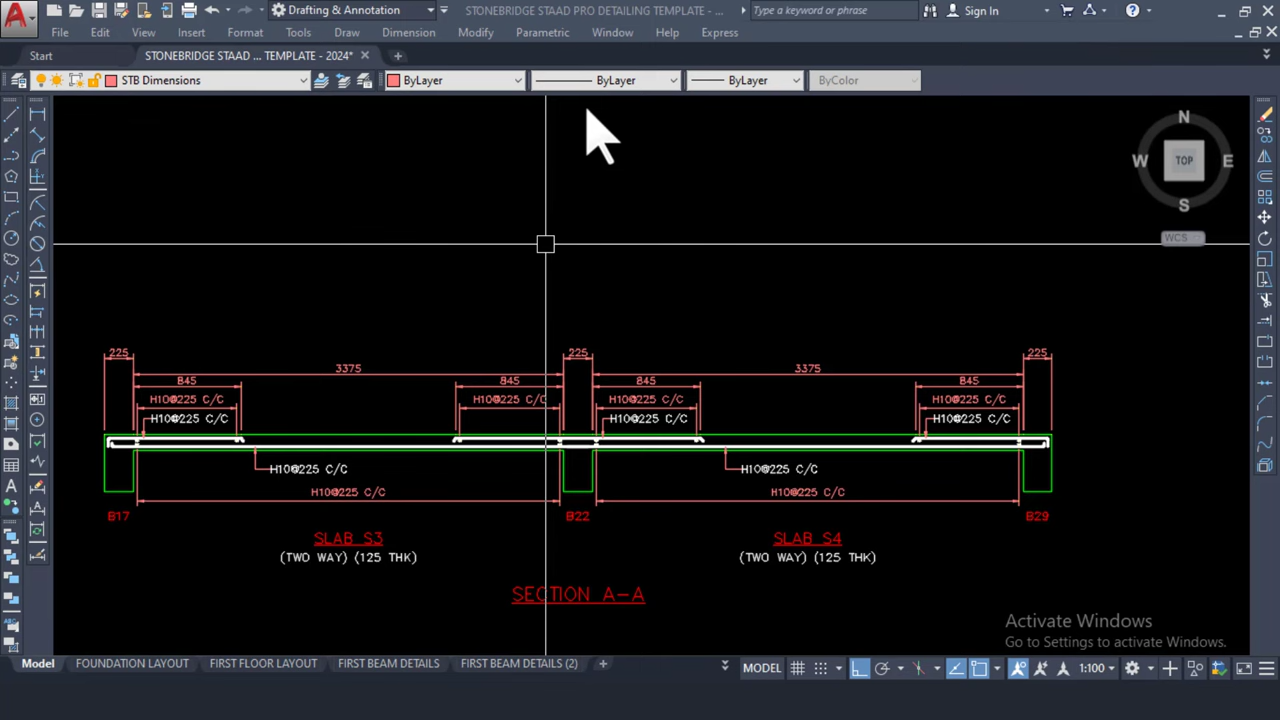 A Drafting & Annotation STONEBRIDGE STAAD PRO DETAILING TEMPLATE - ... Type a keyword or phrase Sign In
File Edit View Insert Format Tools Draw Dimension Modify Parametric Window Help Express
Start STONEBRIDGE STAAD ... TEMPLATE - 2024*
STB Dimensions ByLayer ByLayer ByLayer ByColor
N
W TOP E
S
WCS
225 225 225
3375 3375
845 845 845 845
H10@225 C/C H10@225 C/C H10@225 C/C H10@225 C/C
H10@225 C/C H10@225 C/C H10@225 C/C
H10@225 C/C H10@225 C/C
H10@225 C/C H10@225 C/C
B17 B22 B29
SLAB S3 SLAB S4
(TWO WAY) (125 THK) (TWO WAY) (125 THK)
SECTION A-A
Activate Windows
Go to Settings to activate Windows.
Model FOUNDATION LAYOUT FIRST FLOOR LAYOUT FIRST BEAM DETAILS FIRST BEAM DETAILS (2) MODEL 1:100